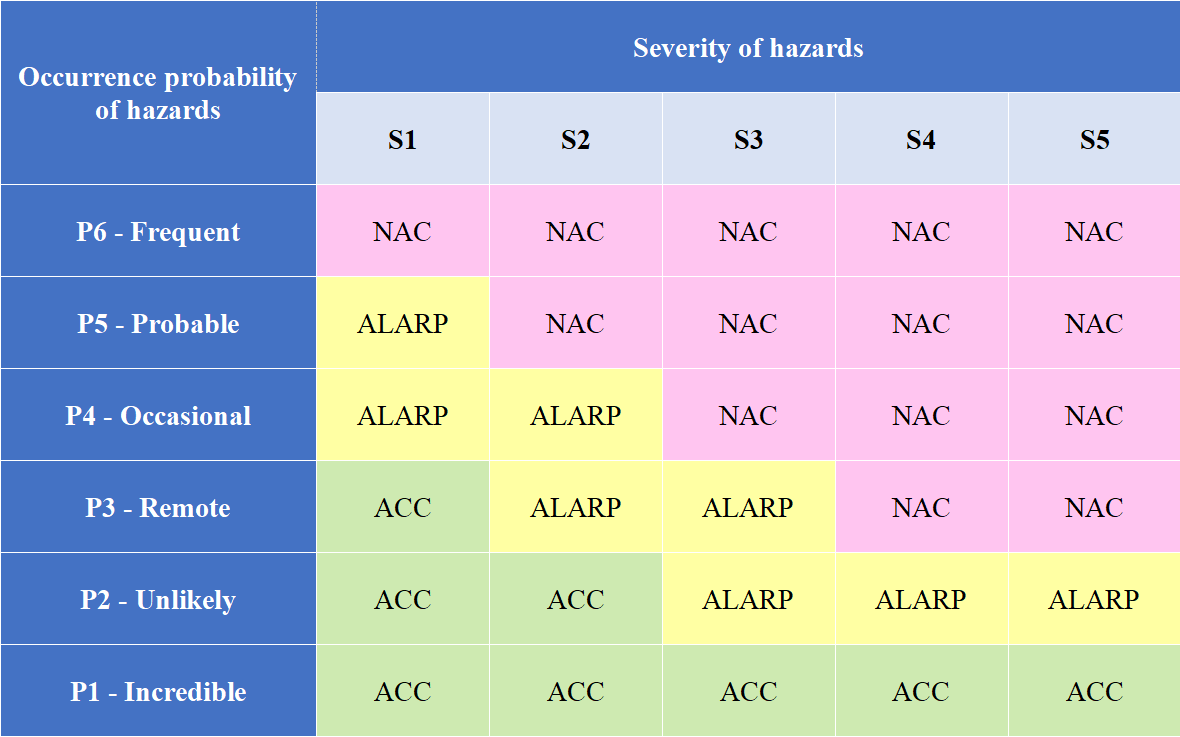 Occurrence probability
of hazards
Severity of hazards
S1 S2 S3 S4 S5
P6 - Frequent NAC NAC NAC NAC NAC
P5 - Probable ALARP NAC NAC NAC NAC
P4 - Occasional ALARP ALARP NAC NAC NAC
P3 - Remote ACC ALARP ALARP NAC NAC
P2 - Unlikely ACC ACC ALARP ALARP ALARP
P1 - Incredible ACC ACC ACC ACC ACC